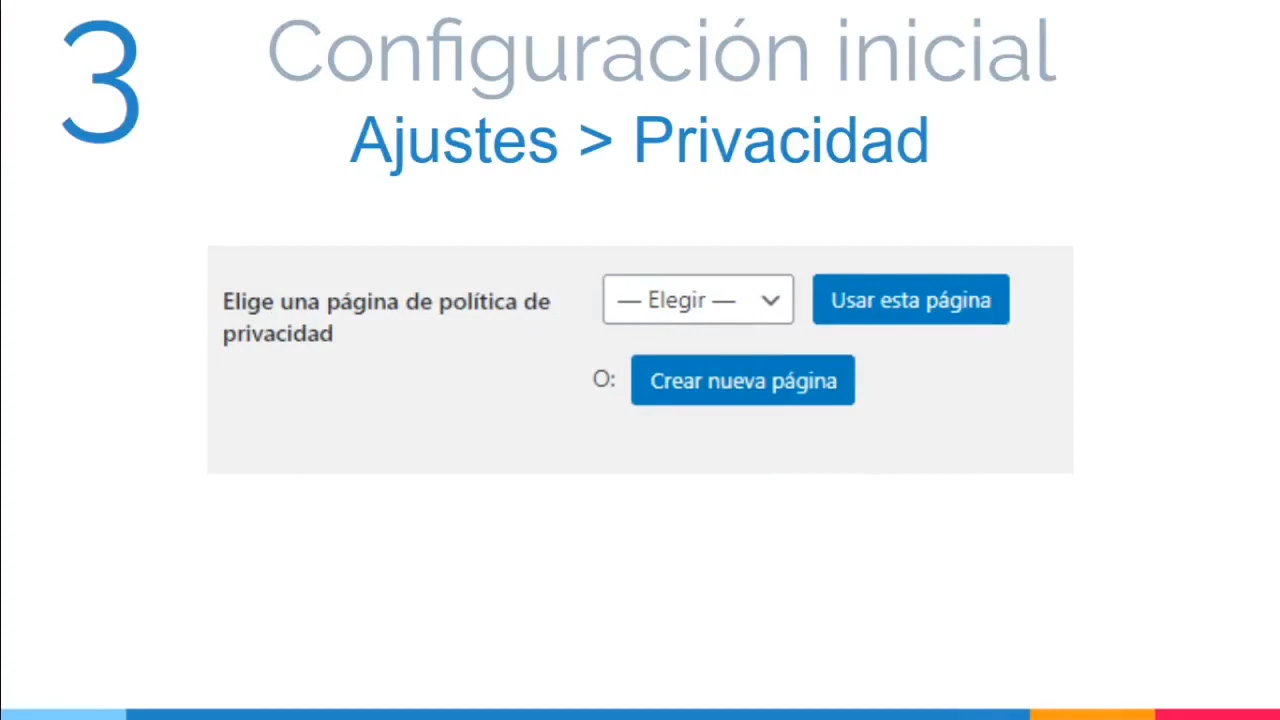 3
Configuración inicial
Ajustes > Privacidad
Elige una página de política de
privacidad
— Elegir —
Usar esta página
O:
Crear nueva página